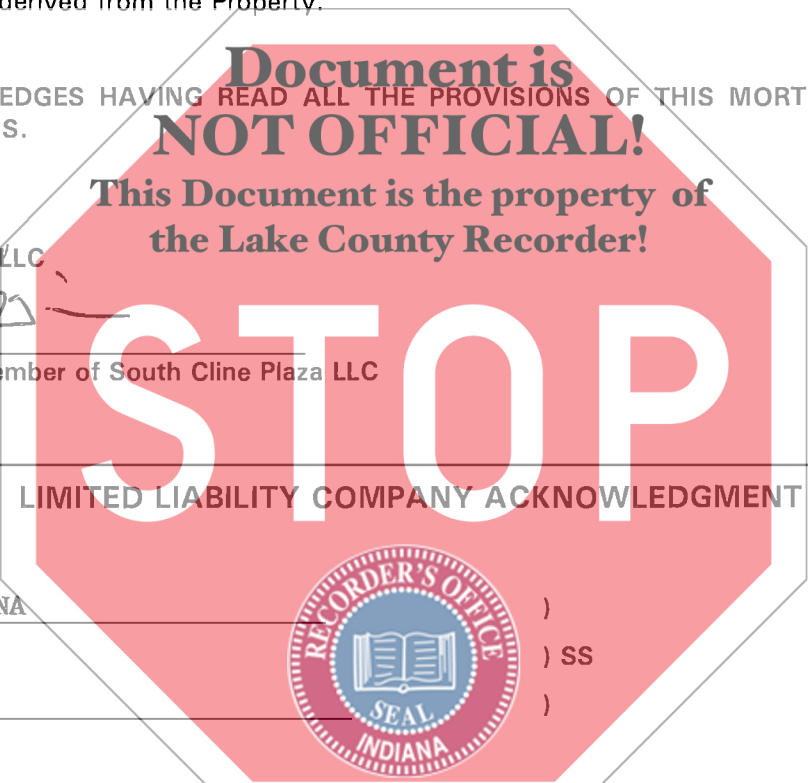 derived from the Property.
Document is
EDGES HAVING READ ALL THE PROVISIONS OF THIS MORT
S.
NOT OFFICIAL!
This Document is the property of
the Lake County Recorder!
LLC
STOP
ember of South Cline Plaza LLC
LIMITED LIABILITY COMPANY ACKNOWLEDGMENT
RECORDER'S OFFICE
NA )
) SS
)
SEAL
INDIANA